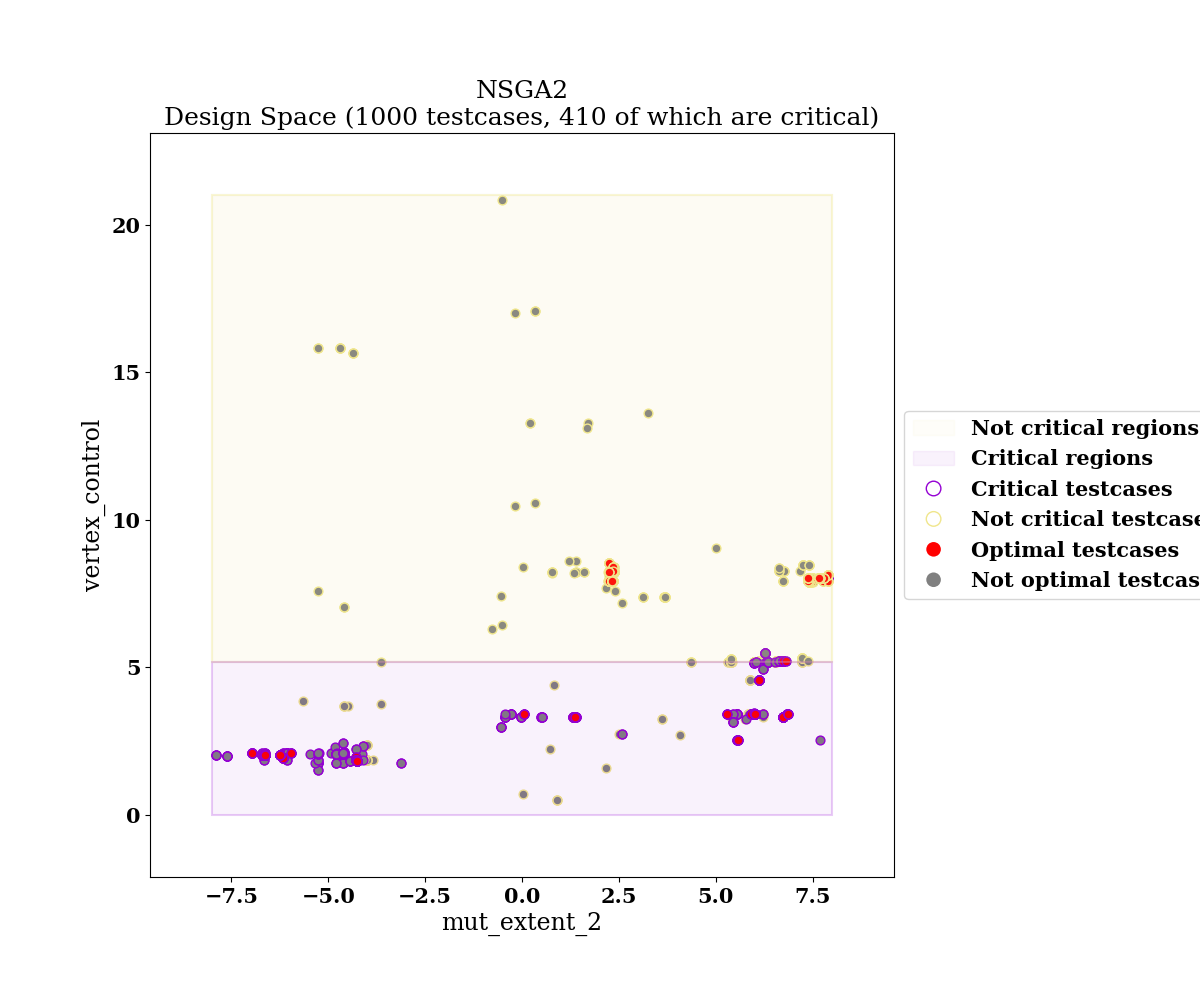 NSGA2
Design Space (1000 testcases, 410 of which are critical)
20
15
10
5
0
vertex_control
−7.5 −5.0 −2.5 0.0 2.5 5.0 7.5
mut_extent_2
Not critical regions
Critical regions
Critical testcases
Not critical testcase
Optimal testcases
Not optimal testcas